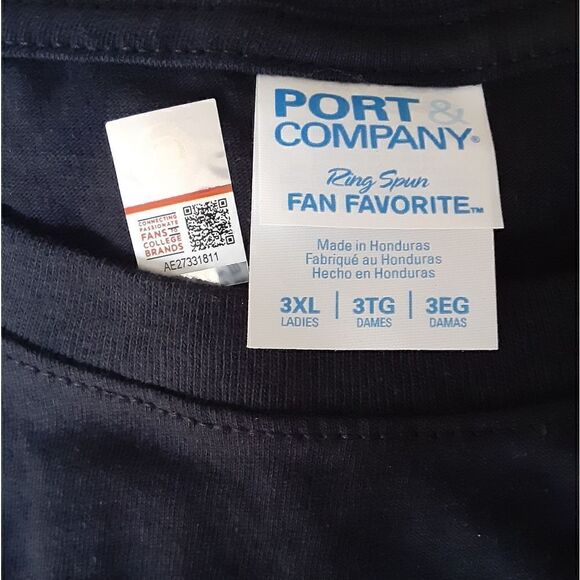 PORT &
COMPANY®
Ring Spun
FAN FAVORITE™
Made in Honduras
Fabriqué au Honduras
Hecho en Honduras
3XL | 3TG | 3EG
LADIES DAMES DAMAS
CONNECTING
PASSIONATE
FANS TO
COLLEGE
BRANDS
AE27331811